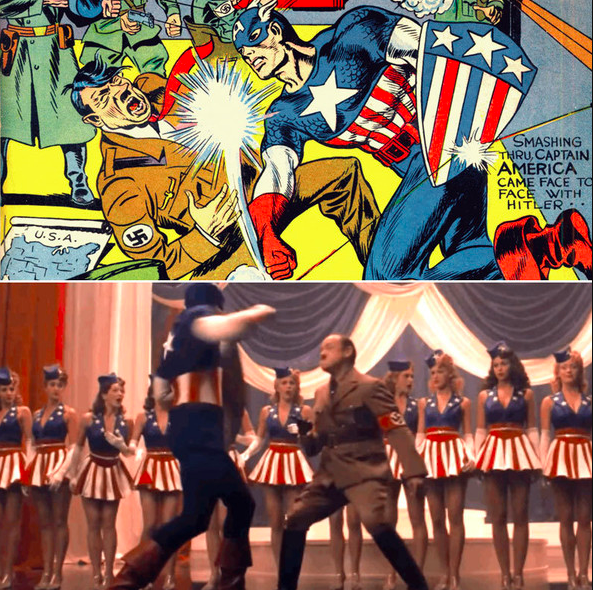 SMASHING
THRU, CAPTAIN
AMERICA
CAME FACE TO
FACE WITH
HITLER..
U.S.A.